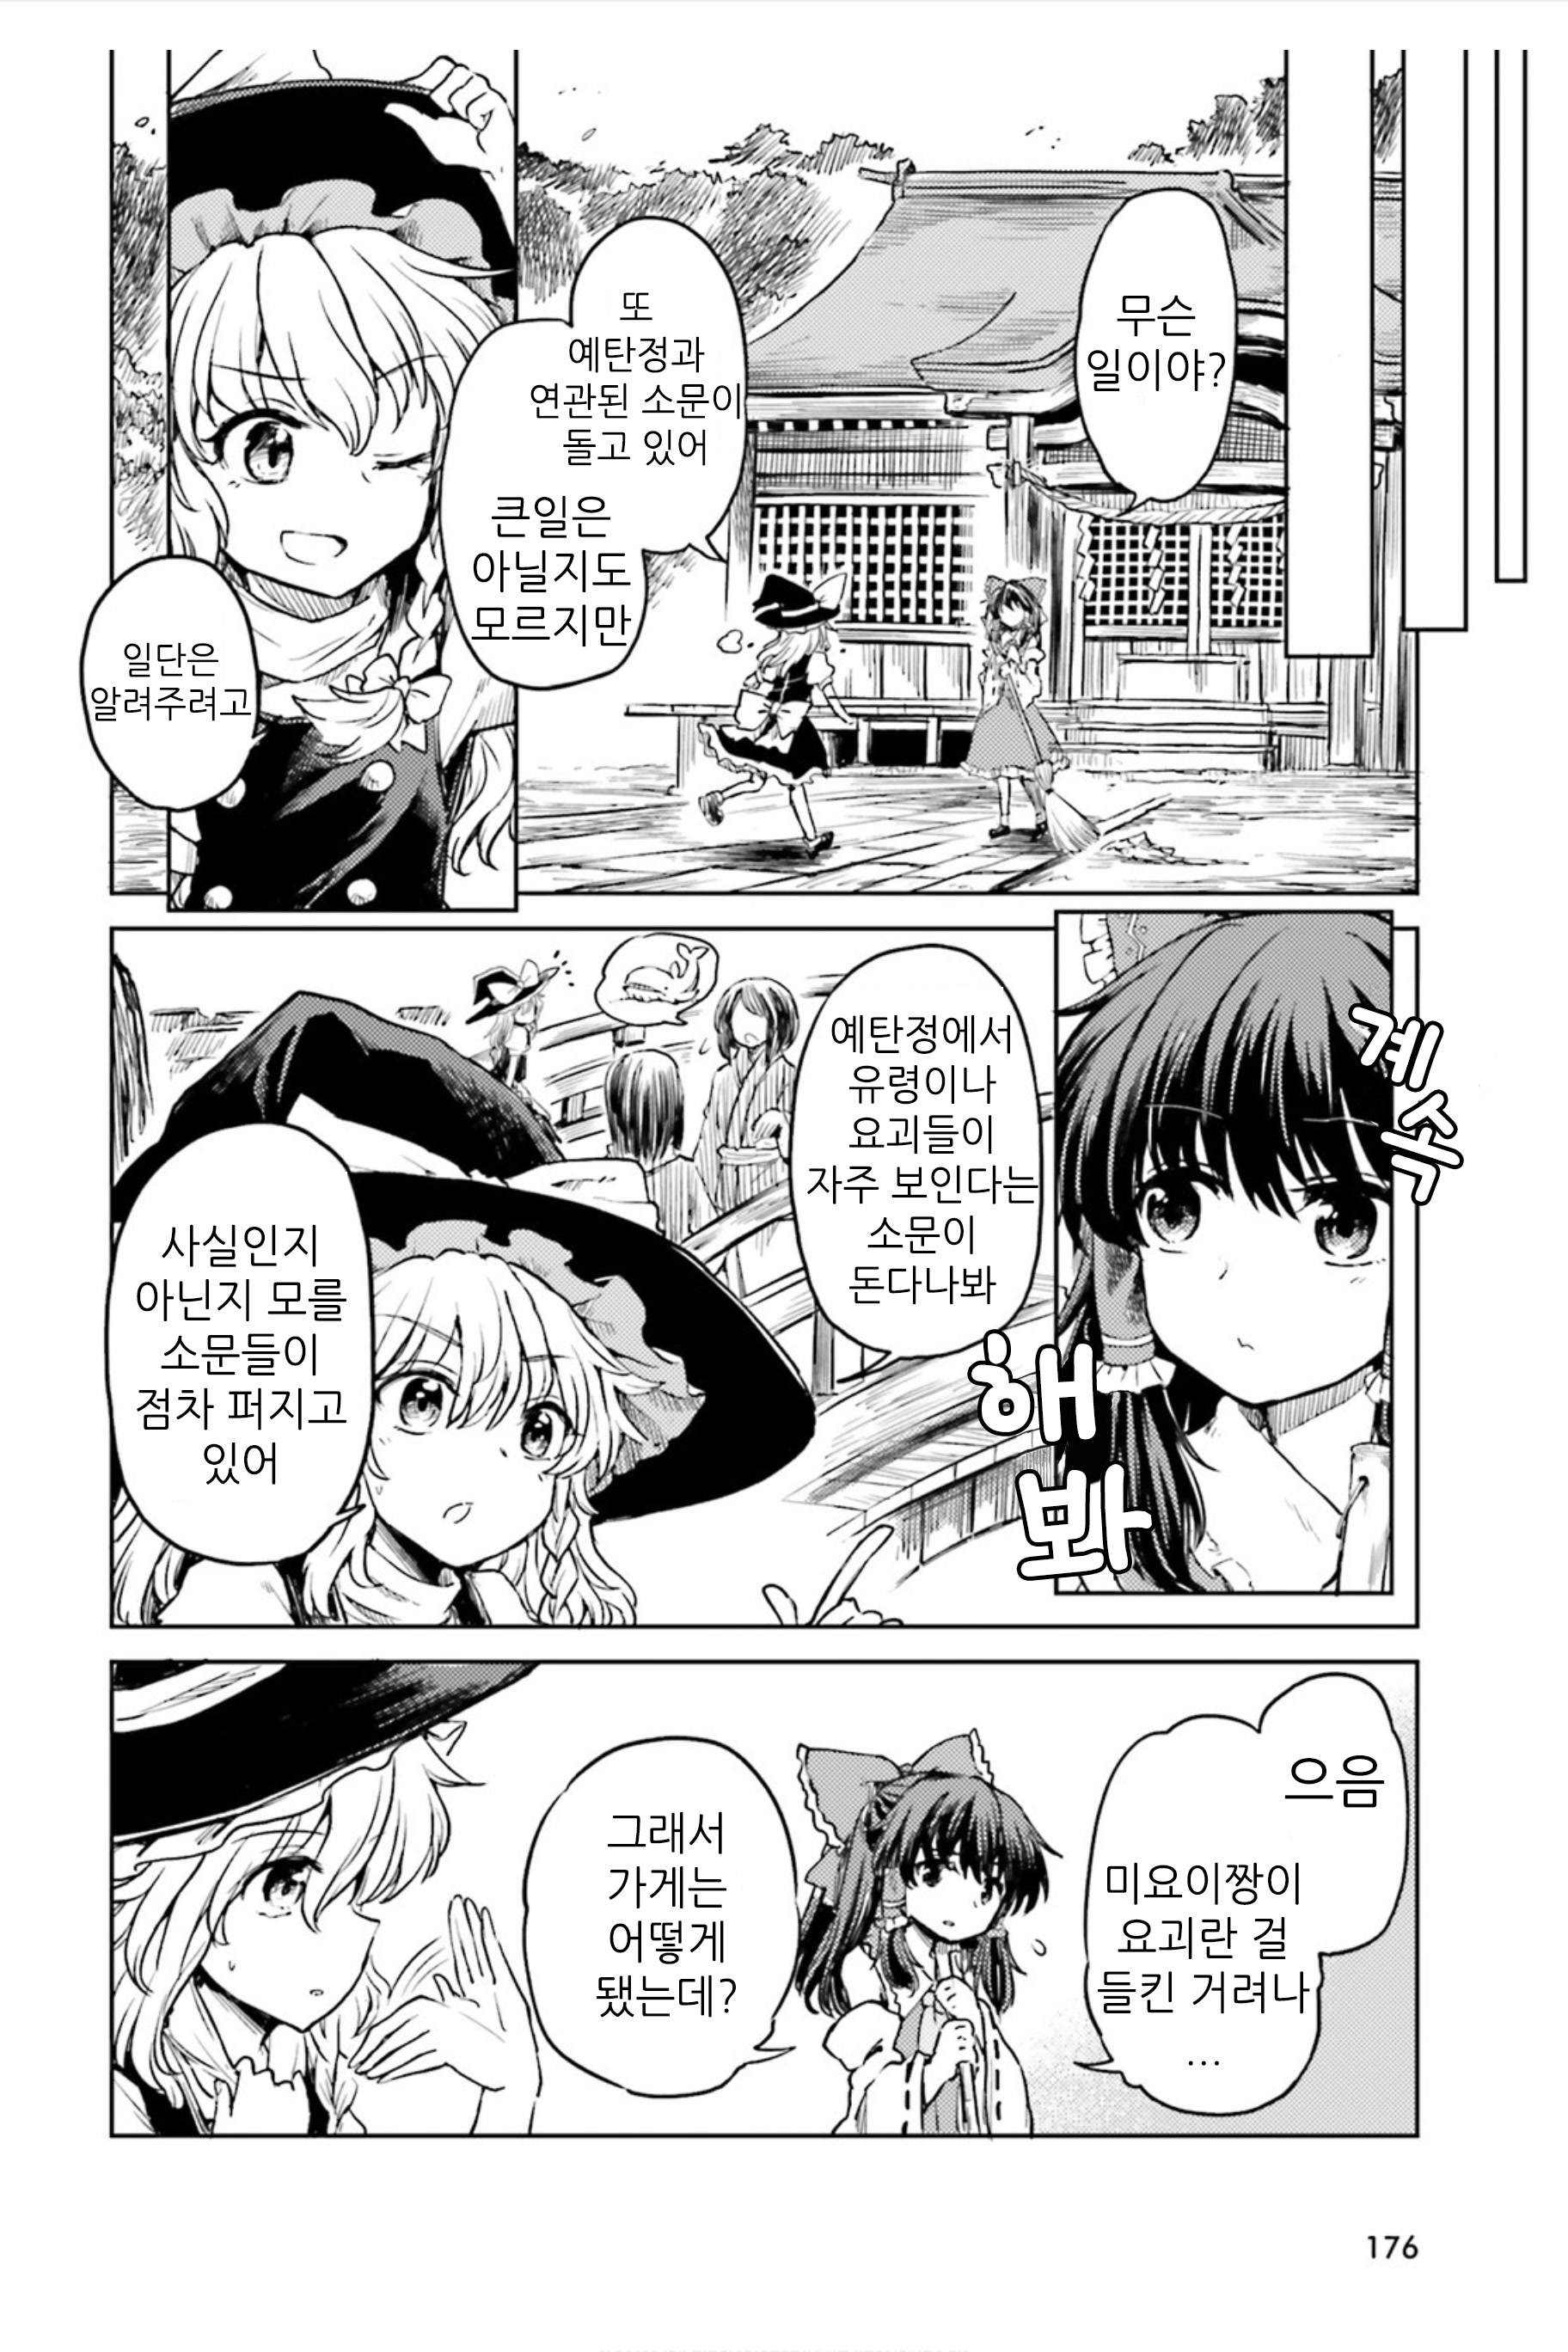 무슨
일이야?
또
예탄정과
연관된 소문이
돌고 있어
큰일은
아닐지도
모르지만
일단은
알려주려고
계속
해
봐
예탄정에서
유령이나
요괴들이
자주 보인다는
소문이
돈다나봐
사실인지
아닌지 모를
소문들이
점차 퍼지고
있어
으음
미요이짱이
요괴란 걸
들킨 거려나
...
그래서
가게는
어떻게
됐는데?
176